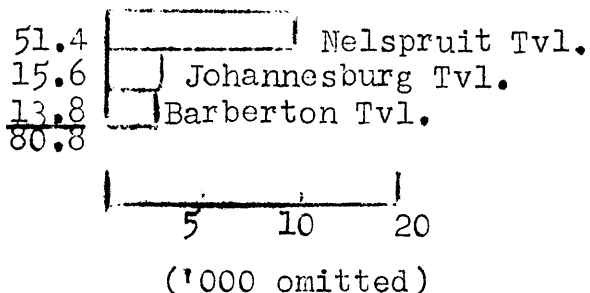 51.4 Nelspruit Tvl.
15.6 Johannesburg Tvl.
13.8 Barberton Tvl.
80.8
5 10 20
('000 omitted)